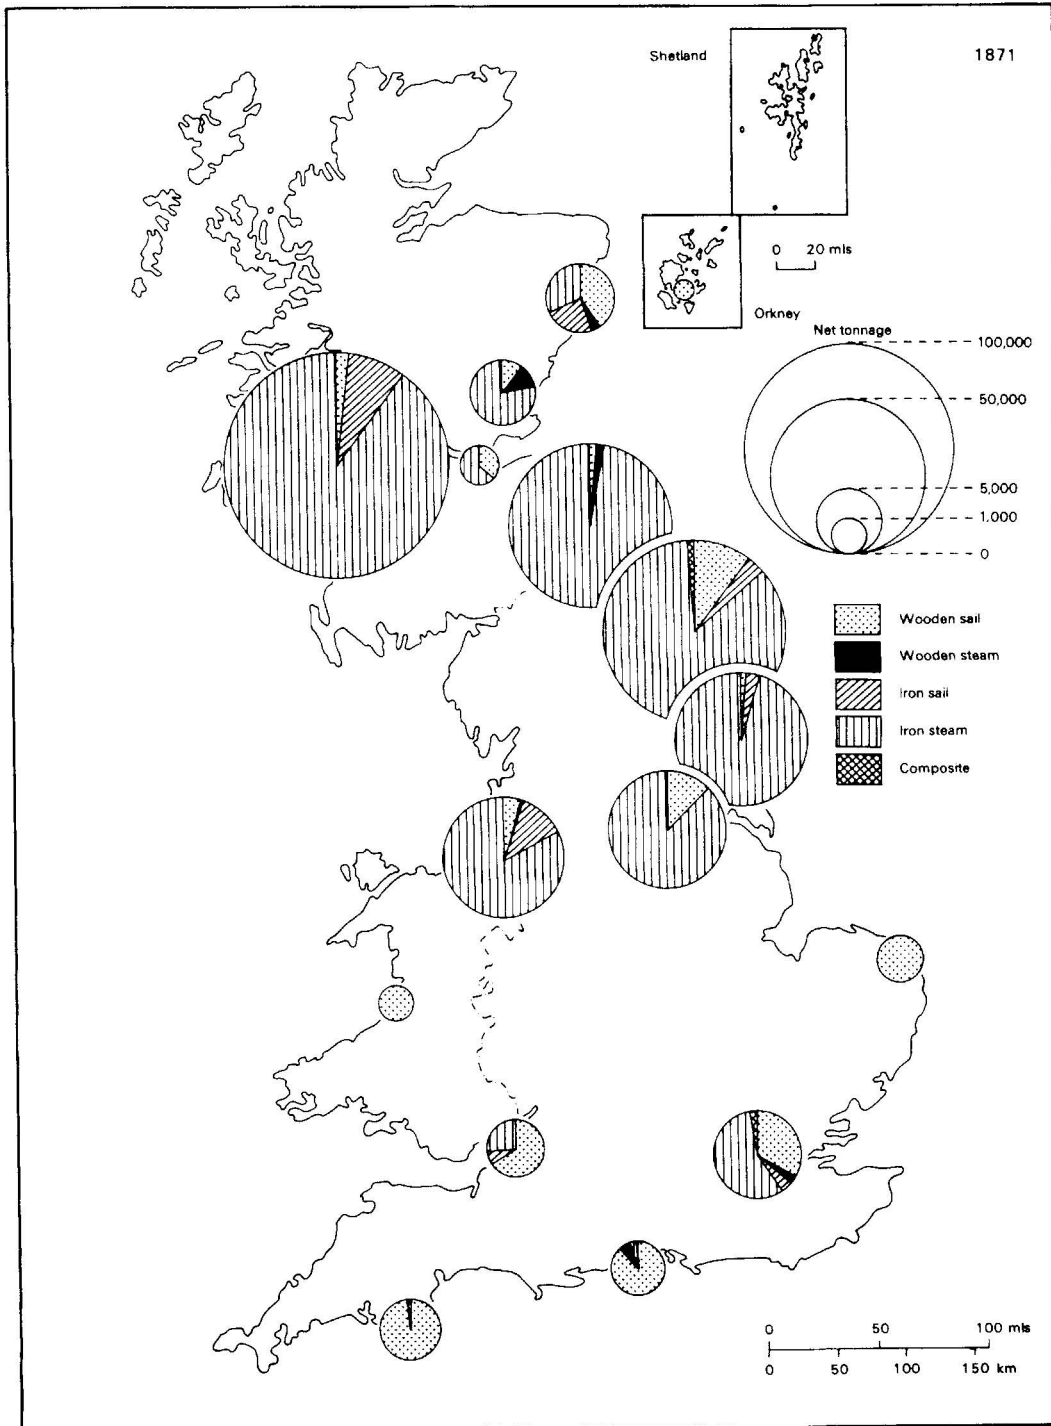 Shetland
1871
0 20 mls
Orkney
Net tonnage
100,000
50,000
5,000
1,000
0
Wooden sail
Wooden steam
Iron sail
Iron steam
Composite
0 50 100 mls
0 50 100 150 km